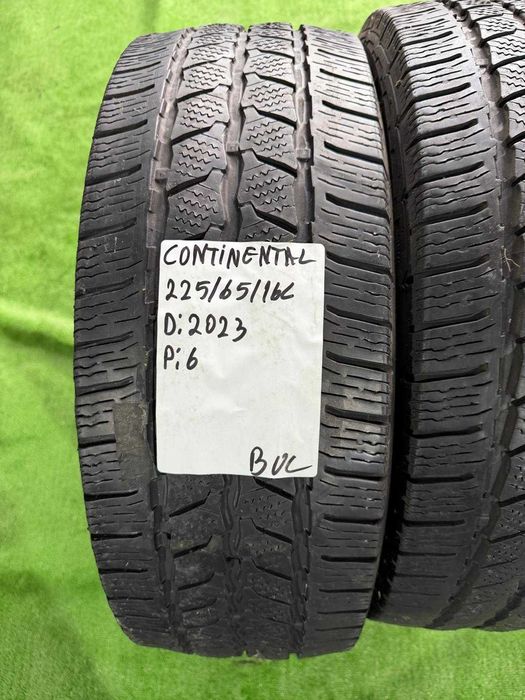 CONTINENTAL
225/65/16C
D:2023
P:6
BUC